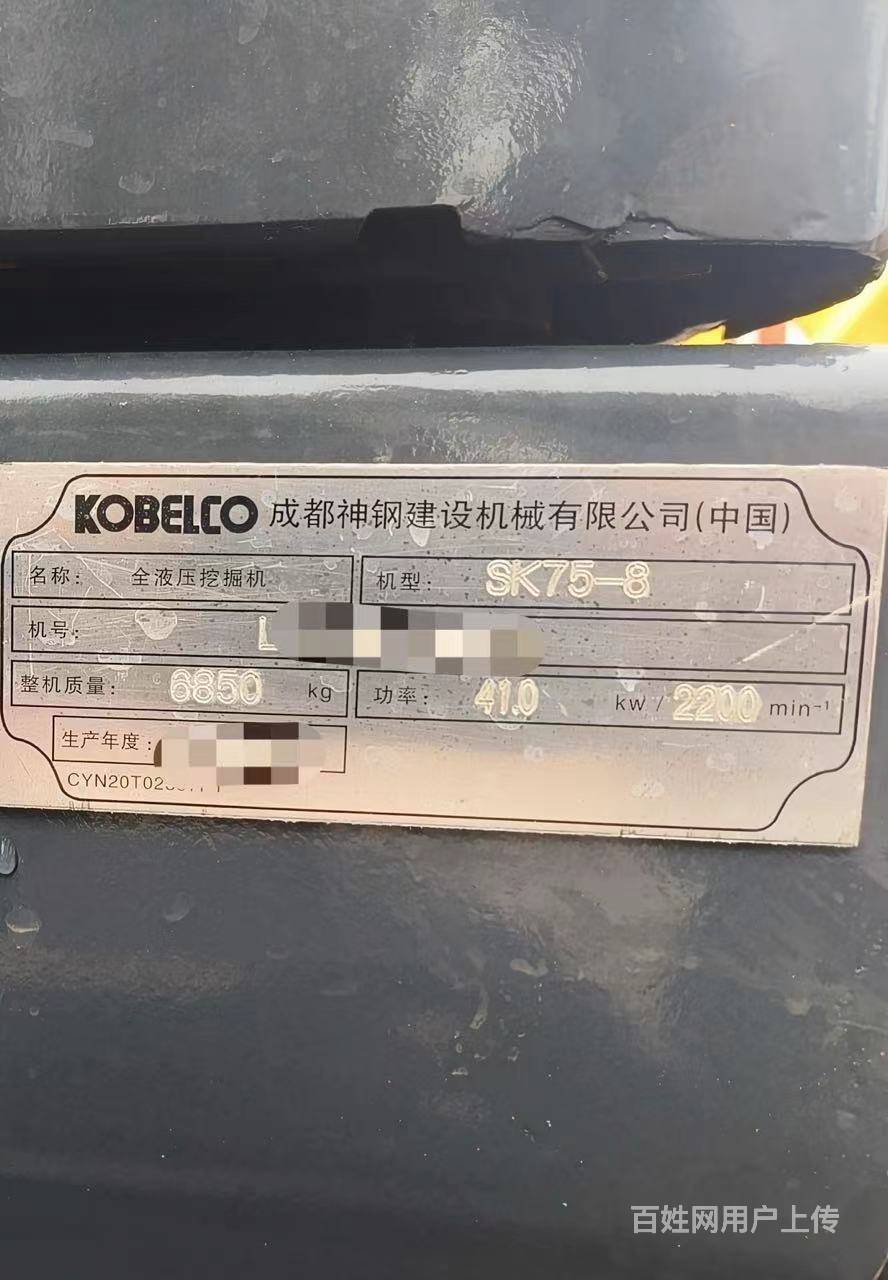 KOBELCO 成都神钢建设机械有限公司(中国)
名称: 全液压挖掘机 机型: SK75-8
机号: L
整机质量: 6850 kg 功率: 41.0 kw/2200 min⁻¹
生产年度:
CYN20T02
百姓网用户上传